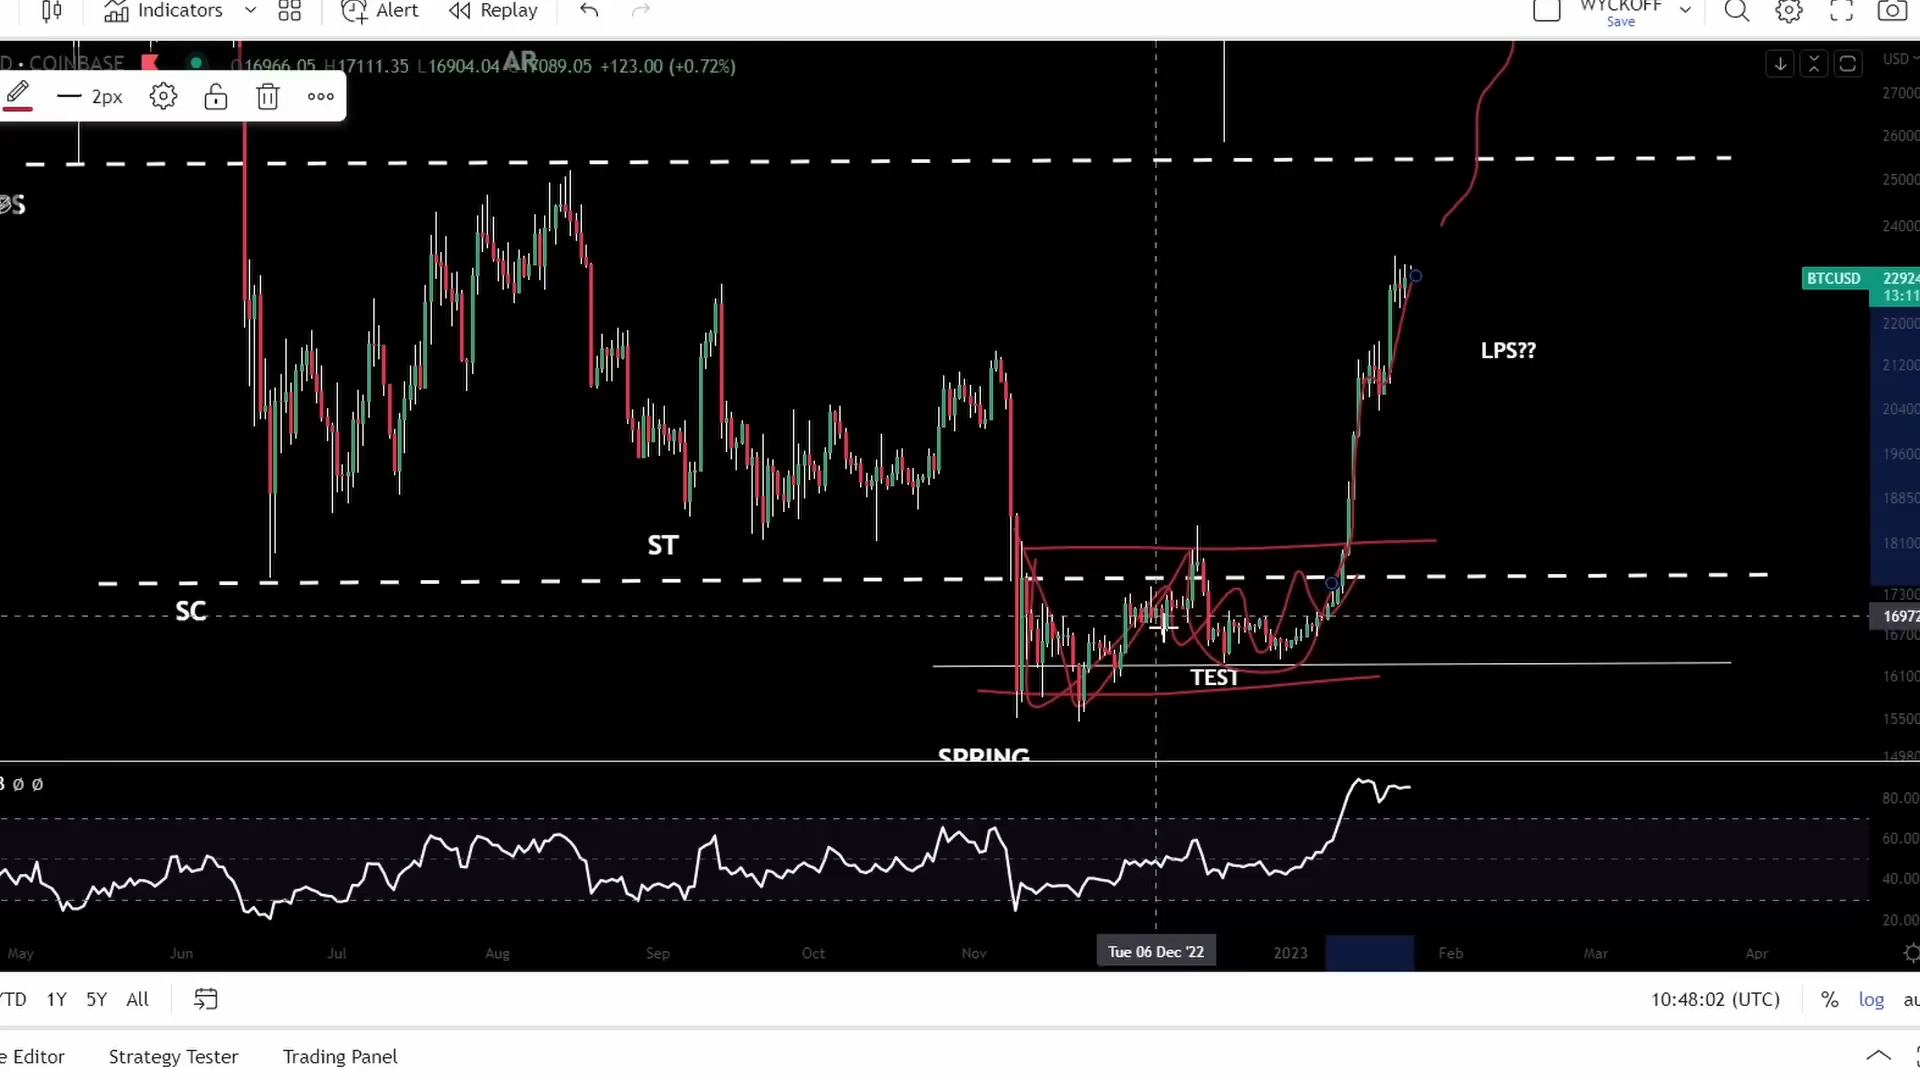 Indicators Alert Replay WYCKOFF
Save
D • COINBASE O16966.05 H17111.35 L16904.04 17089.05 +123.00 (+0.72%) USD
AR
2px
27000
26000
25000
24000
BTCUSD 22924
13:11
22000
LPS??
21200
20400
19600
18850
ST
18100
17300
SC
16972
16700
TEST
16100
15500
SPRING
14980
80.00
60.00
40.00
20.00
May Jun Jul Aug Sep Oct Nov Tue 06 Dec '22 2023 Feb Mar Apr
YTD 1Y 5Y All 10:48:02 (UTC) % log au
e Editor Strategy Tester Trading Panel